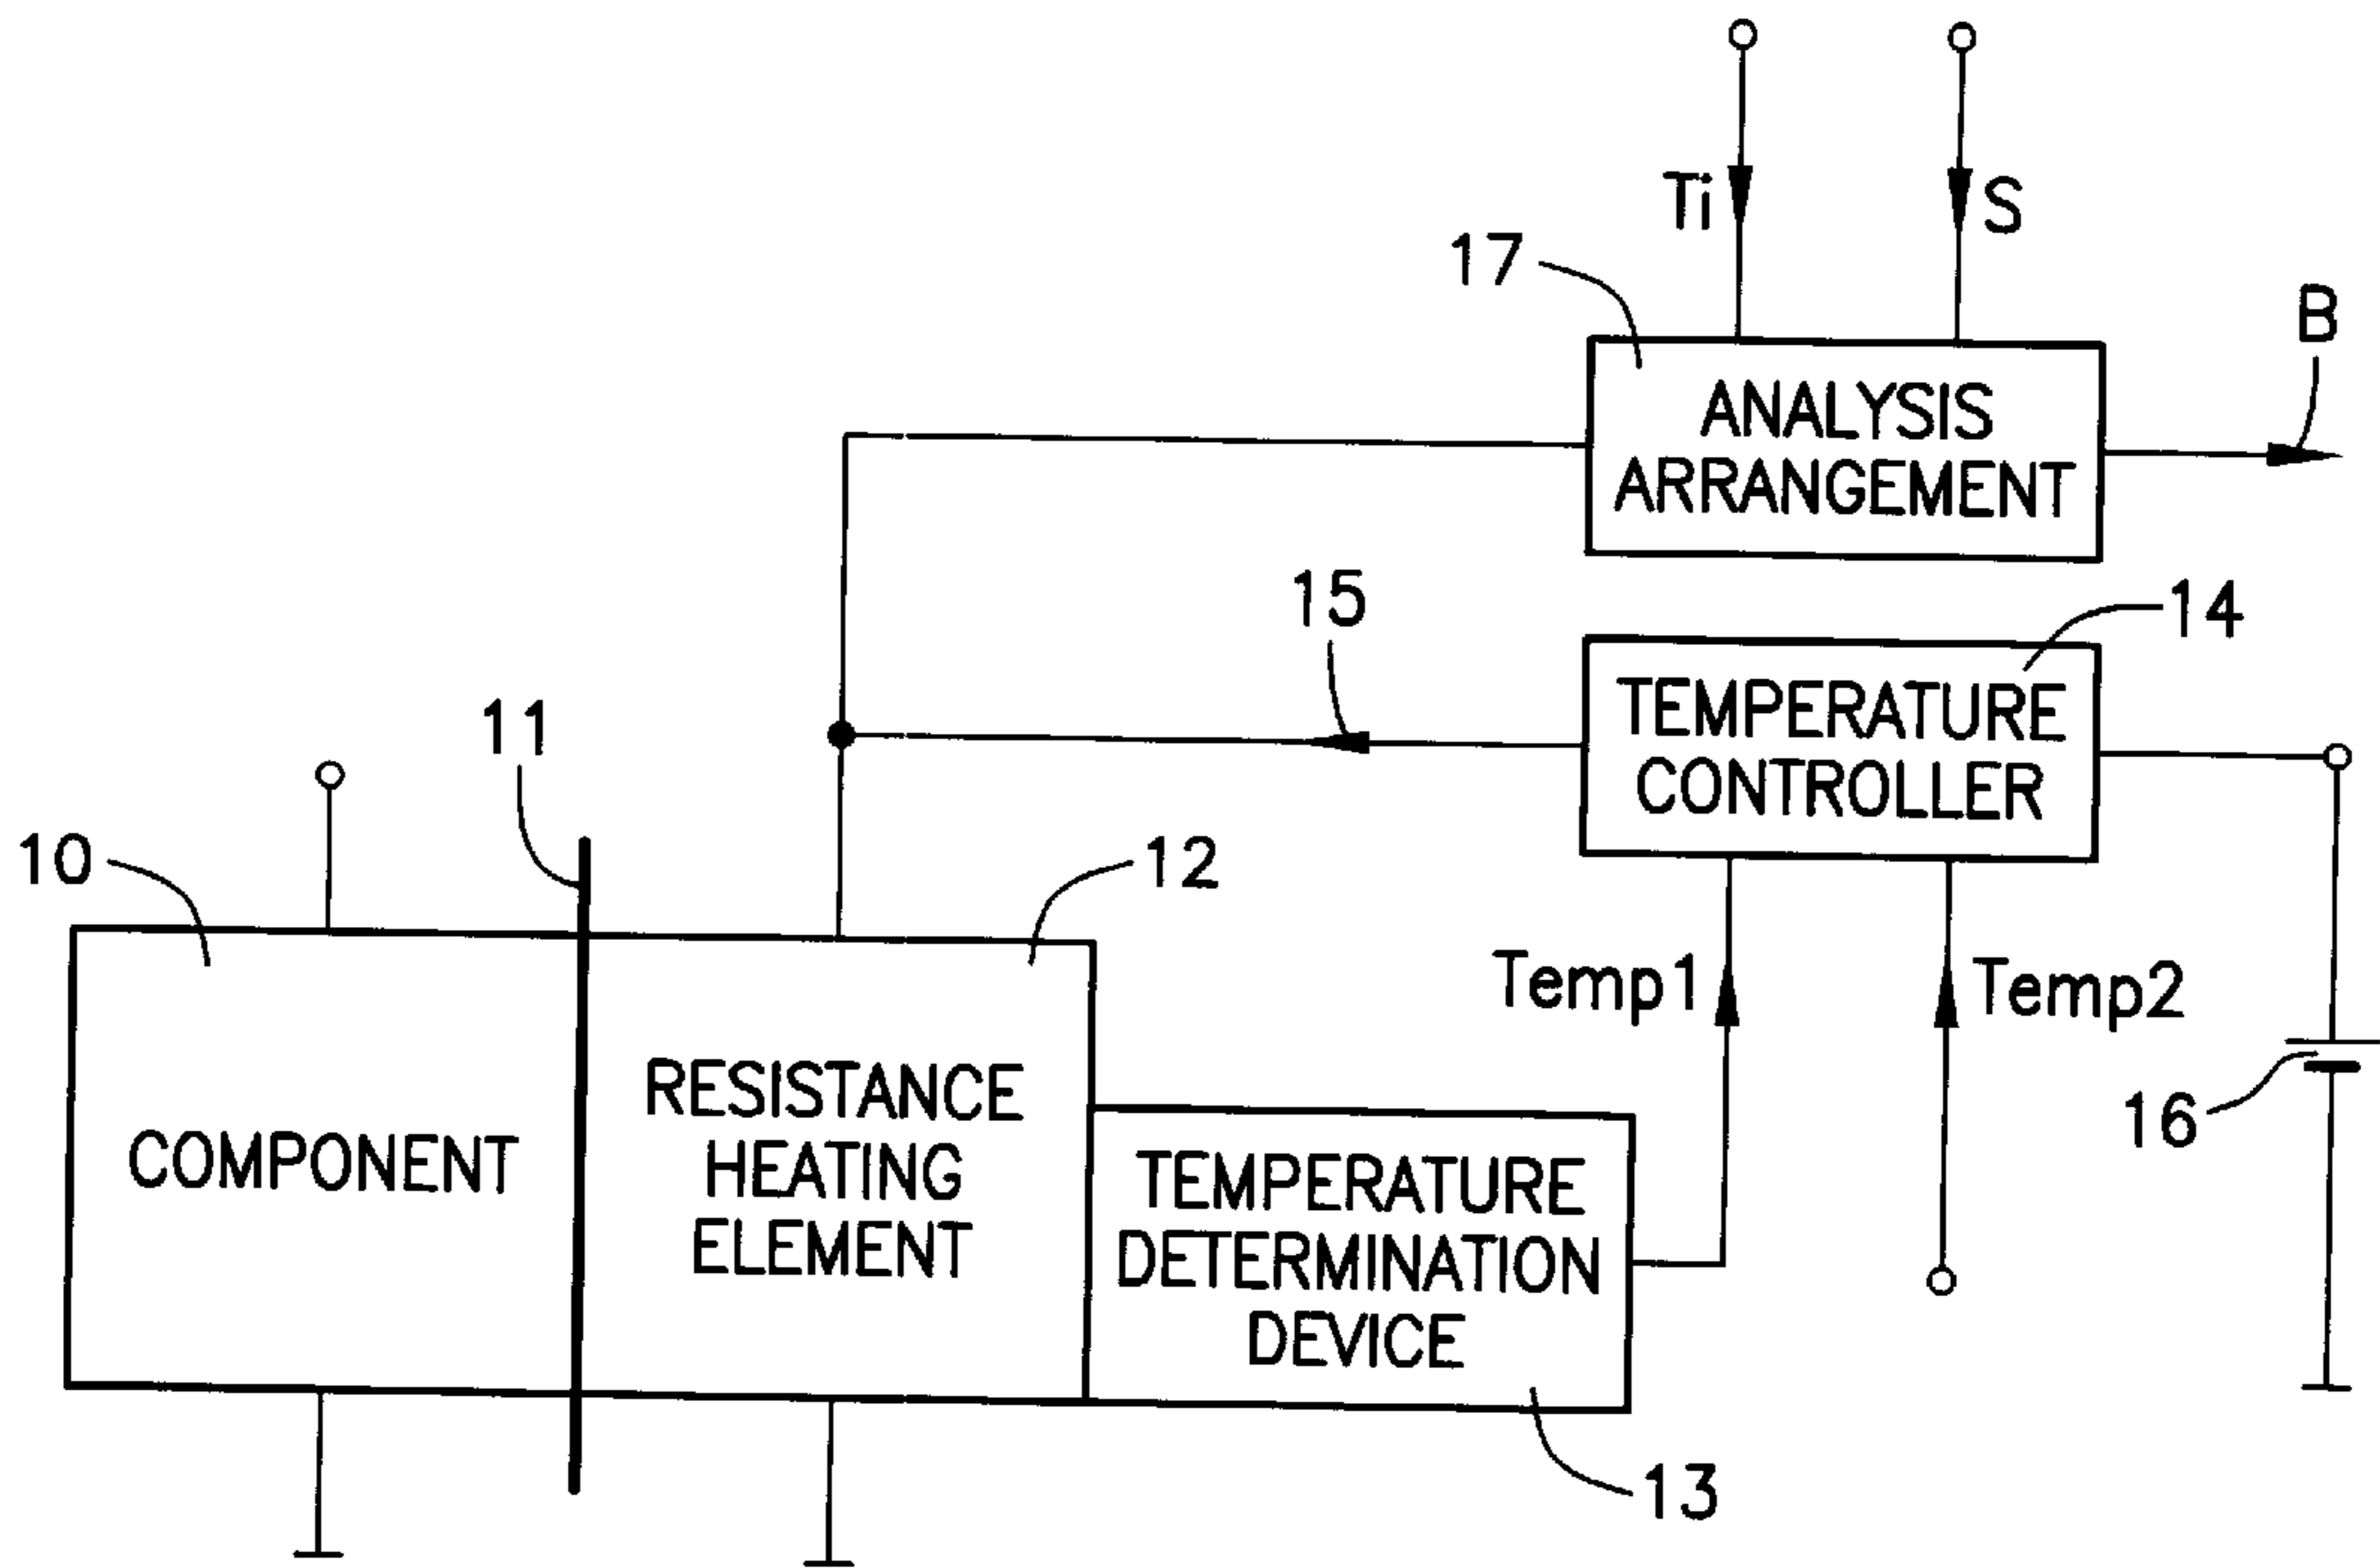 Ti
S
17
B
ANALYSIS
ARRANGEMENT
15
14
11
TEMPERATURE
CONTROLLER
10
12
Temp1
Temp2
16
COMPONENT
RESISTANCE
HEATING
ELEMENT
TEMPERATURE
DETERMINATION
DEVICE
13